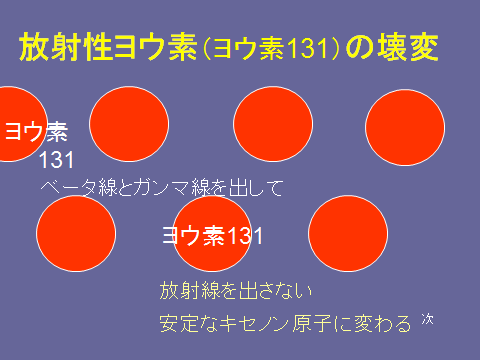 放射性ヨウ素（ヨウ素131）の壊変
ヨウ素
131
ベータ線とガンマ線を出して
ヨウ素131
放射線を出さない
安定なキセノン原子に変わる
次